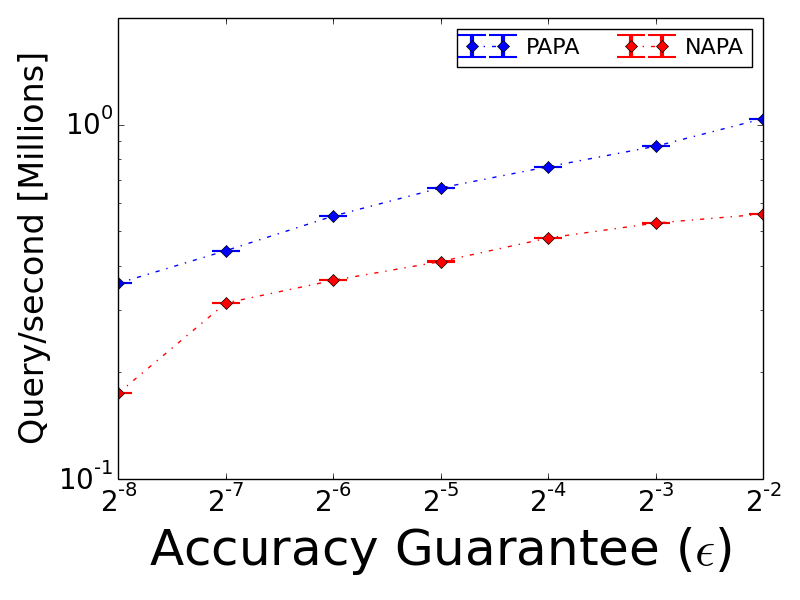 PAPA NAPA
Query/second [Millions]
10^0
10^-1
2^-8 2^-7 2^-6 2^-5 2^-4 2^-3 2^-2
Accuracy Guarantee (ϵ)